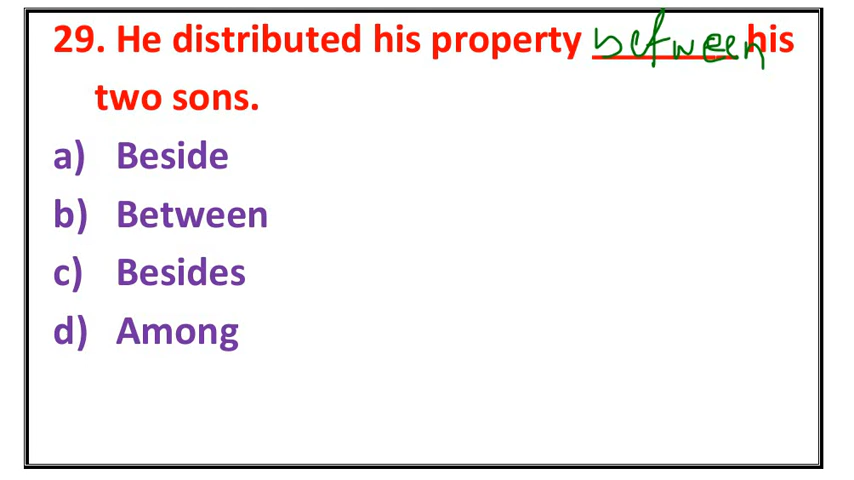 29. He distributed his property between his
two sons.
a) Beside
b) Between
c) Besides
d) Among